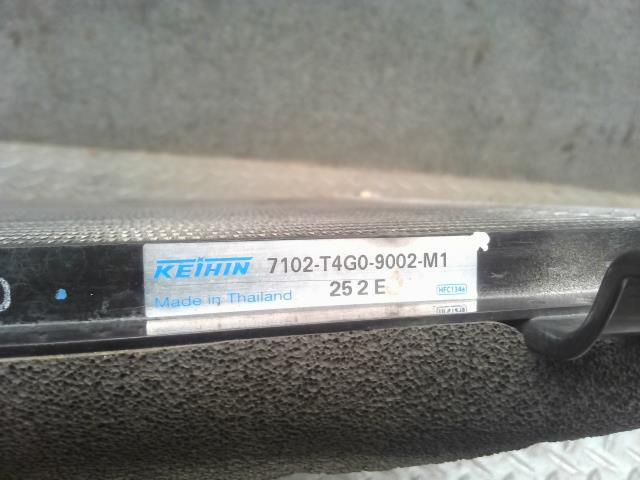 KEIHIN 7102-T4G0-9002-M1
Made in Thailand 25 2 E HFC134a